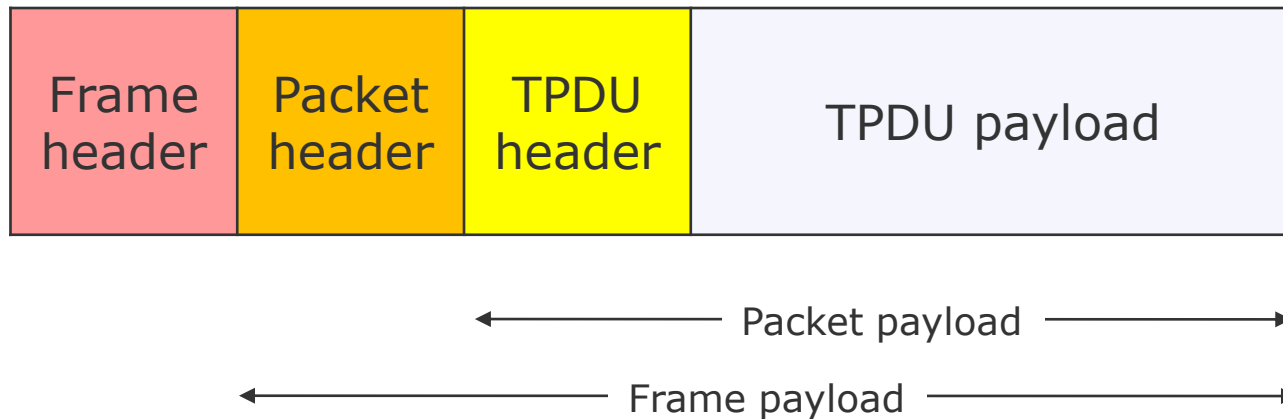 Frame
header
Packet
header
TPDU
header
TPDU payload
Packet payload
Frame payload